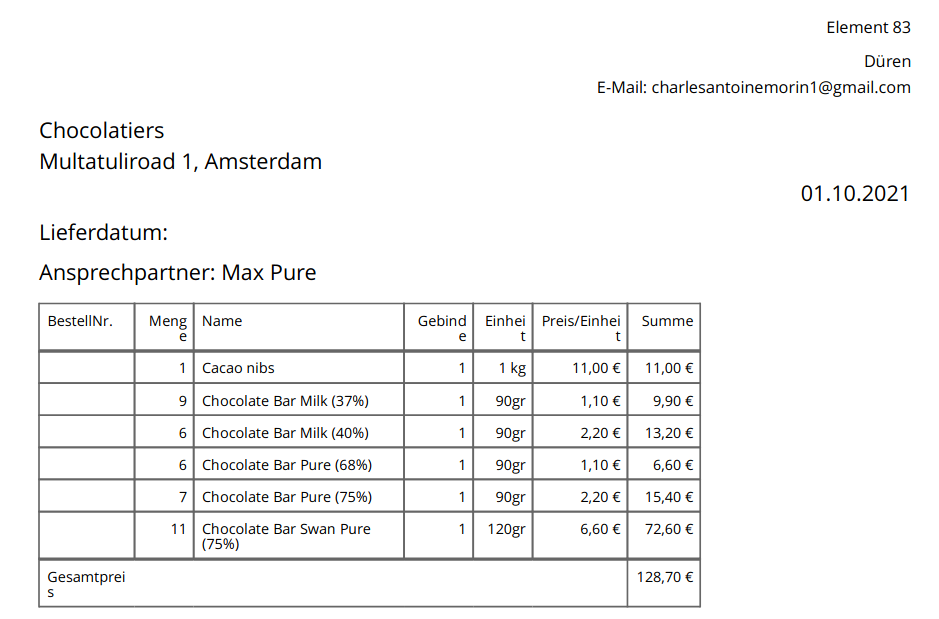 Element 83
Düren
E-Mail: charlesantoinemorin1@gmail.com
Chocolatiers
Multatuliroad 1, Amsterdam
01.10.2021
Lieferdatum:
Ansprechpartner: Max Pure
BestellNr. Menge Name Gebinde Einheit Preis/Einheit Summe
1 Cacao nibs 1 1 kg 11,00 € 11,00 €
9 Chocolate Bar Milk (37%) 1 90gr 1,10 € 9,90 €
6 Chocolate Bar Milk (40%) 1 90gr 2,20 € 13,20 €
6 Chocolate Bar Pure (68%) 1 90gr 1,10 € 6,60 €
7 Chocolate Bar Pure (75%) 1 90gr 2,20 € 15,40 €
11 Chocolate Bar Swan Pure 1 120gr 6,60 € 72,60 €
(75%)
Gesamtpreis 128,70 €